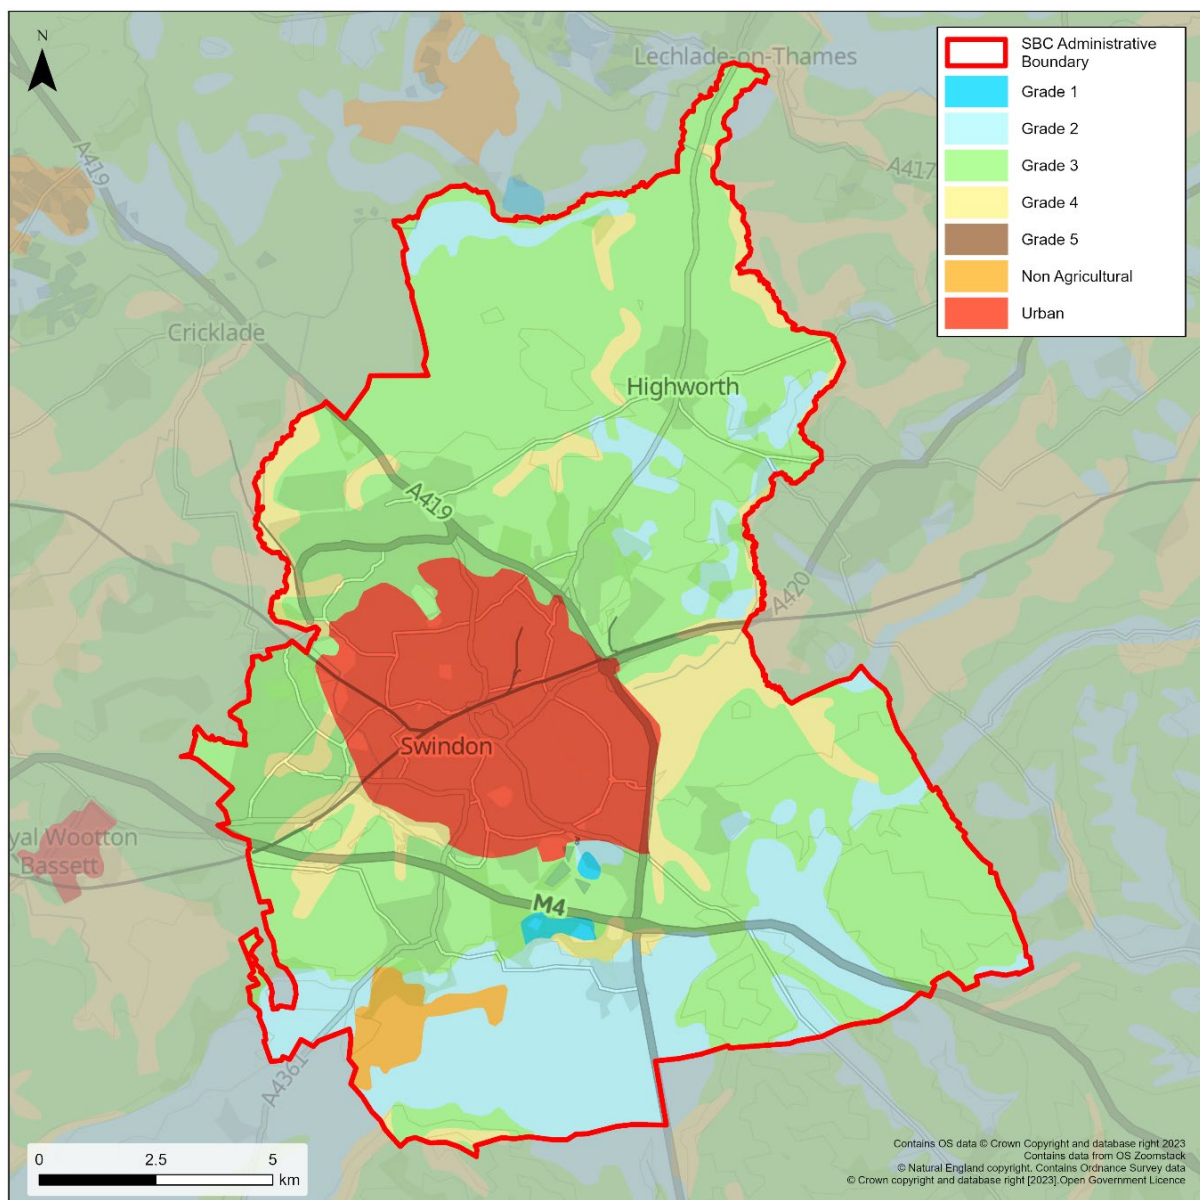 N
Lechlade-on-Thames
SBC Administrative
Boundary
Grade 1
Grade 2
Grade 3
Grade 4
Grade 5
Non Agricultural
Urban
A419
A417
Cricklade
Highworth
A419
A420
Swindon
yal Wootton
Bassett
M4
A4361
0 2.5 5
km
Contains OS data © Crown Copyright and database right 2023
Contains data from OS Zoomstack
© Natural England copyright. Contains Ordnance Survey data
© Crown copyright and database right [2023].Open Government Licence